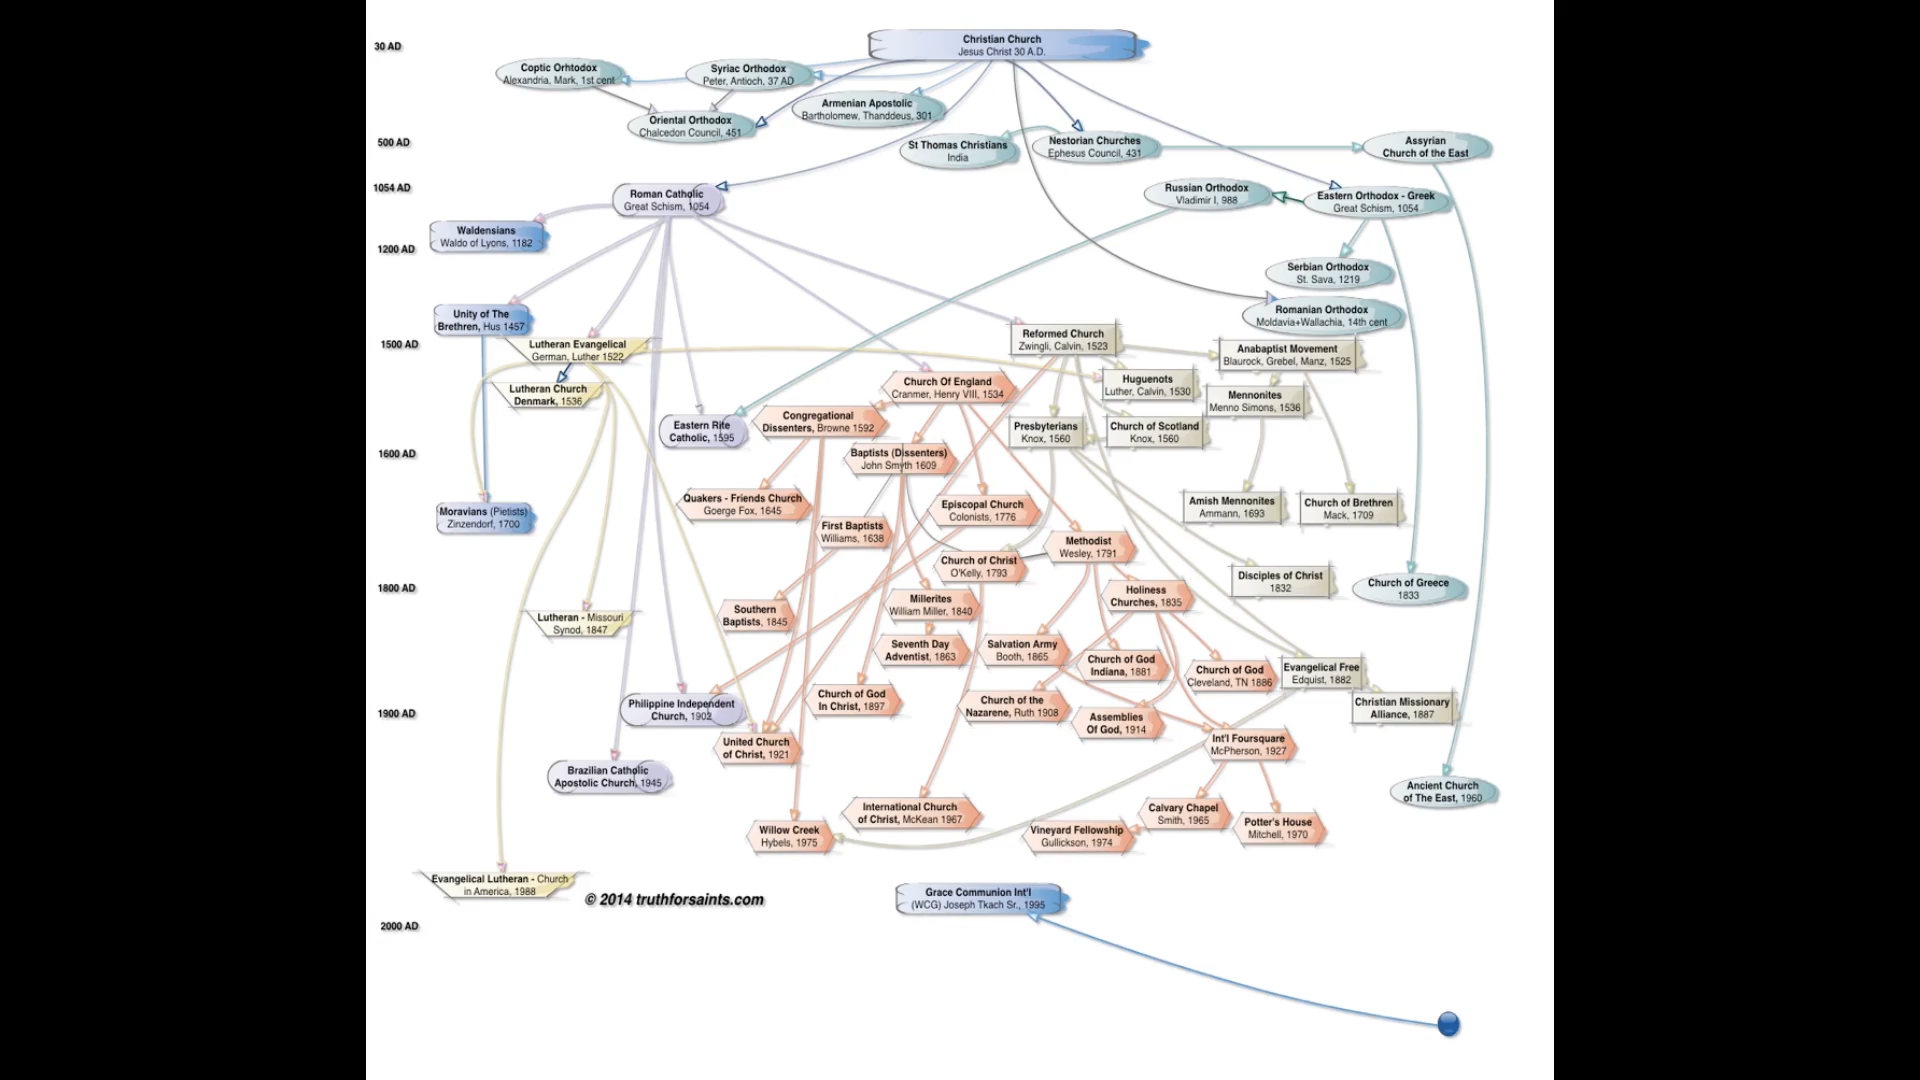 Christian Church
Jesus Christ 30 A.D.
30 AD
Coptic Orhtodox
Alexandria, Mark, 1st cent
Syriac Orthodox
Peter, Antioch, 37 AD
Armenian Apostolic
Bartholomew, Thanddeus, 301
Oriental Orthodox
Chalcedon Council, 451
500 AD
St Thomas Christians
India
Nestorian Churches
Ephesus Council, 431
Assyrian
Church of the East
1054 AD
Roman Catholic
Great Schism, 1054
Russian Orthodox
Vladimir I, 988
Eastern Orthodox - Greek
Great Schism, 1054
Waldensians
Waldo of Lyons, 1182
1200 AD
Serbian Orthodox
St. Sava, 1219
Unity of The
Brethren, Hus 1457
Romanian Orthodox
Moldavia+Wallachia, 14th cent
1500 AD
Lutheran Evangelical
German, Luther 1522
Reformed Church
Zwingli, Calvin, 1523
Anabaptist Movement
Blaurock, Grebel, Manz, 1525
Lutheran Church
Denmark, 1536
Church Of England
Cranmer, Henry VIII, 1534
Huguenots
Luther, Calvin, 1530
Mennonites
Menno Simons, 1536
Eastern Rite
Catholic, 1595
Congregational
Dissenters, Browne 1592
Presbyterians
Knox, 1560
Church of Scotland
Knox, 1560
1600 AD
Baptists (Dissenters)
John Smyth 1609
Quakers - Friends Church
Goerge Fox, 1645
Episcopal Church
Colonists, 1776
Amish Mennonites
Ammann, 1693
Church of Brethren
Mack, 1709
Moravians (Pietists)
Zinzendorf, 1700
First Baptists
Williams, 1638
Methodist
Wesley, 1791
Church of Christ
O'Kelly, 1793
1800 AD
Disciples of Christ
1832
Church of Greece
1833
Holiness
Churches, 1835
Southern
Baptists, 1845
Millerites
William Miller, 1840
Lutheran - Missouri
Synod, 1847
Seventh Day
Adventist, 1863
Salvation Army
Booth, 1865
Church of God
Indiana, 1881
Church of God
Cleveland, TN 1886
Evangelical Free
Edquist, 1882
Philippine Independent
Church, 1902
Church of God
In Christ, 1897
Church of the
Nazarene, Ruth 1908
Christian Missionary
Alliance, 1887
1900 AD
Assemblies
Of God, 1914
United Church
of Christ, 1921
Int'l Foursquare
McPherson, 1927
Brazilian Catholic
Apostolic Church, 1945
Ancient Church
of The East, 1960
International Church
of Christ, McKean 1967
Calvary Chapel
Smith, 1965
Willow Creek
Hybels, 1975
Vineyard Fellowship
Gullickson, 1974
Potter's House
Mitchell, 1970
Evangelical Lutheran - Church
in America, 1988
© 2014 truthforsaints.com
Grace Communion Int'l
(WCG) Joseph Tkach Sr., 1995
2000 AD